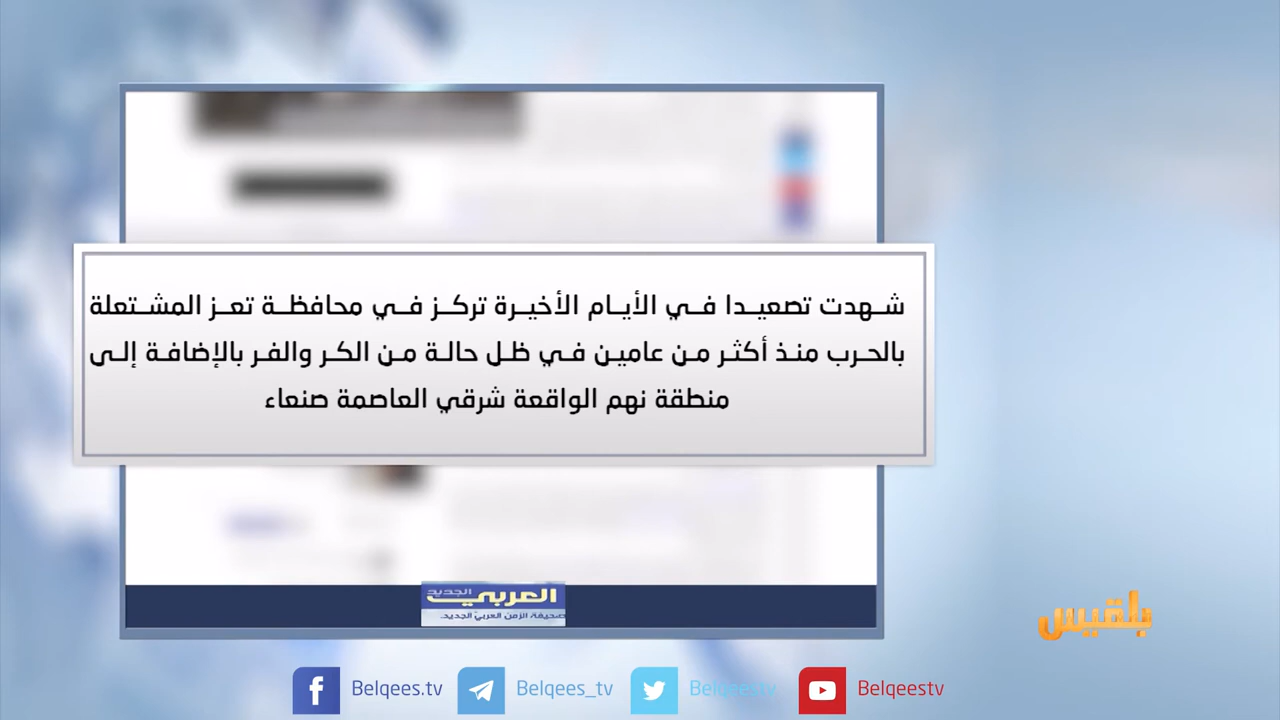 شهدت تصعيدا في الأيام الأخيرة تركز في محافظة تعز المشتعلة
بالحرب منذ أكثر من عامين في ظل حالة من الكر والفر بالإضافة إلى
منطقة نهم الواقعة شرقي العاصمة صنعاء
العربي الجديد
صحيفة الزمن العربي الجديد.
بلقيس
Belqees.tv
Belqees_tv
Belqeestv
Belqeestv